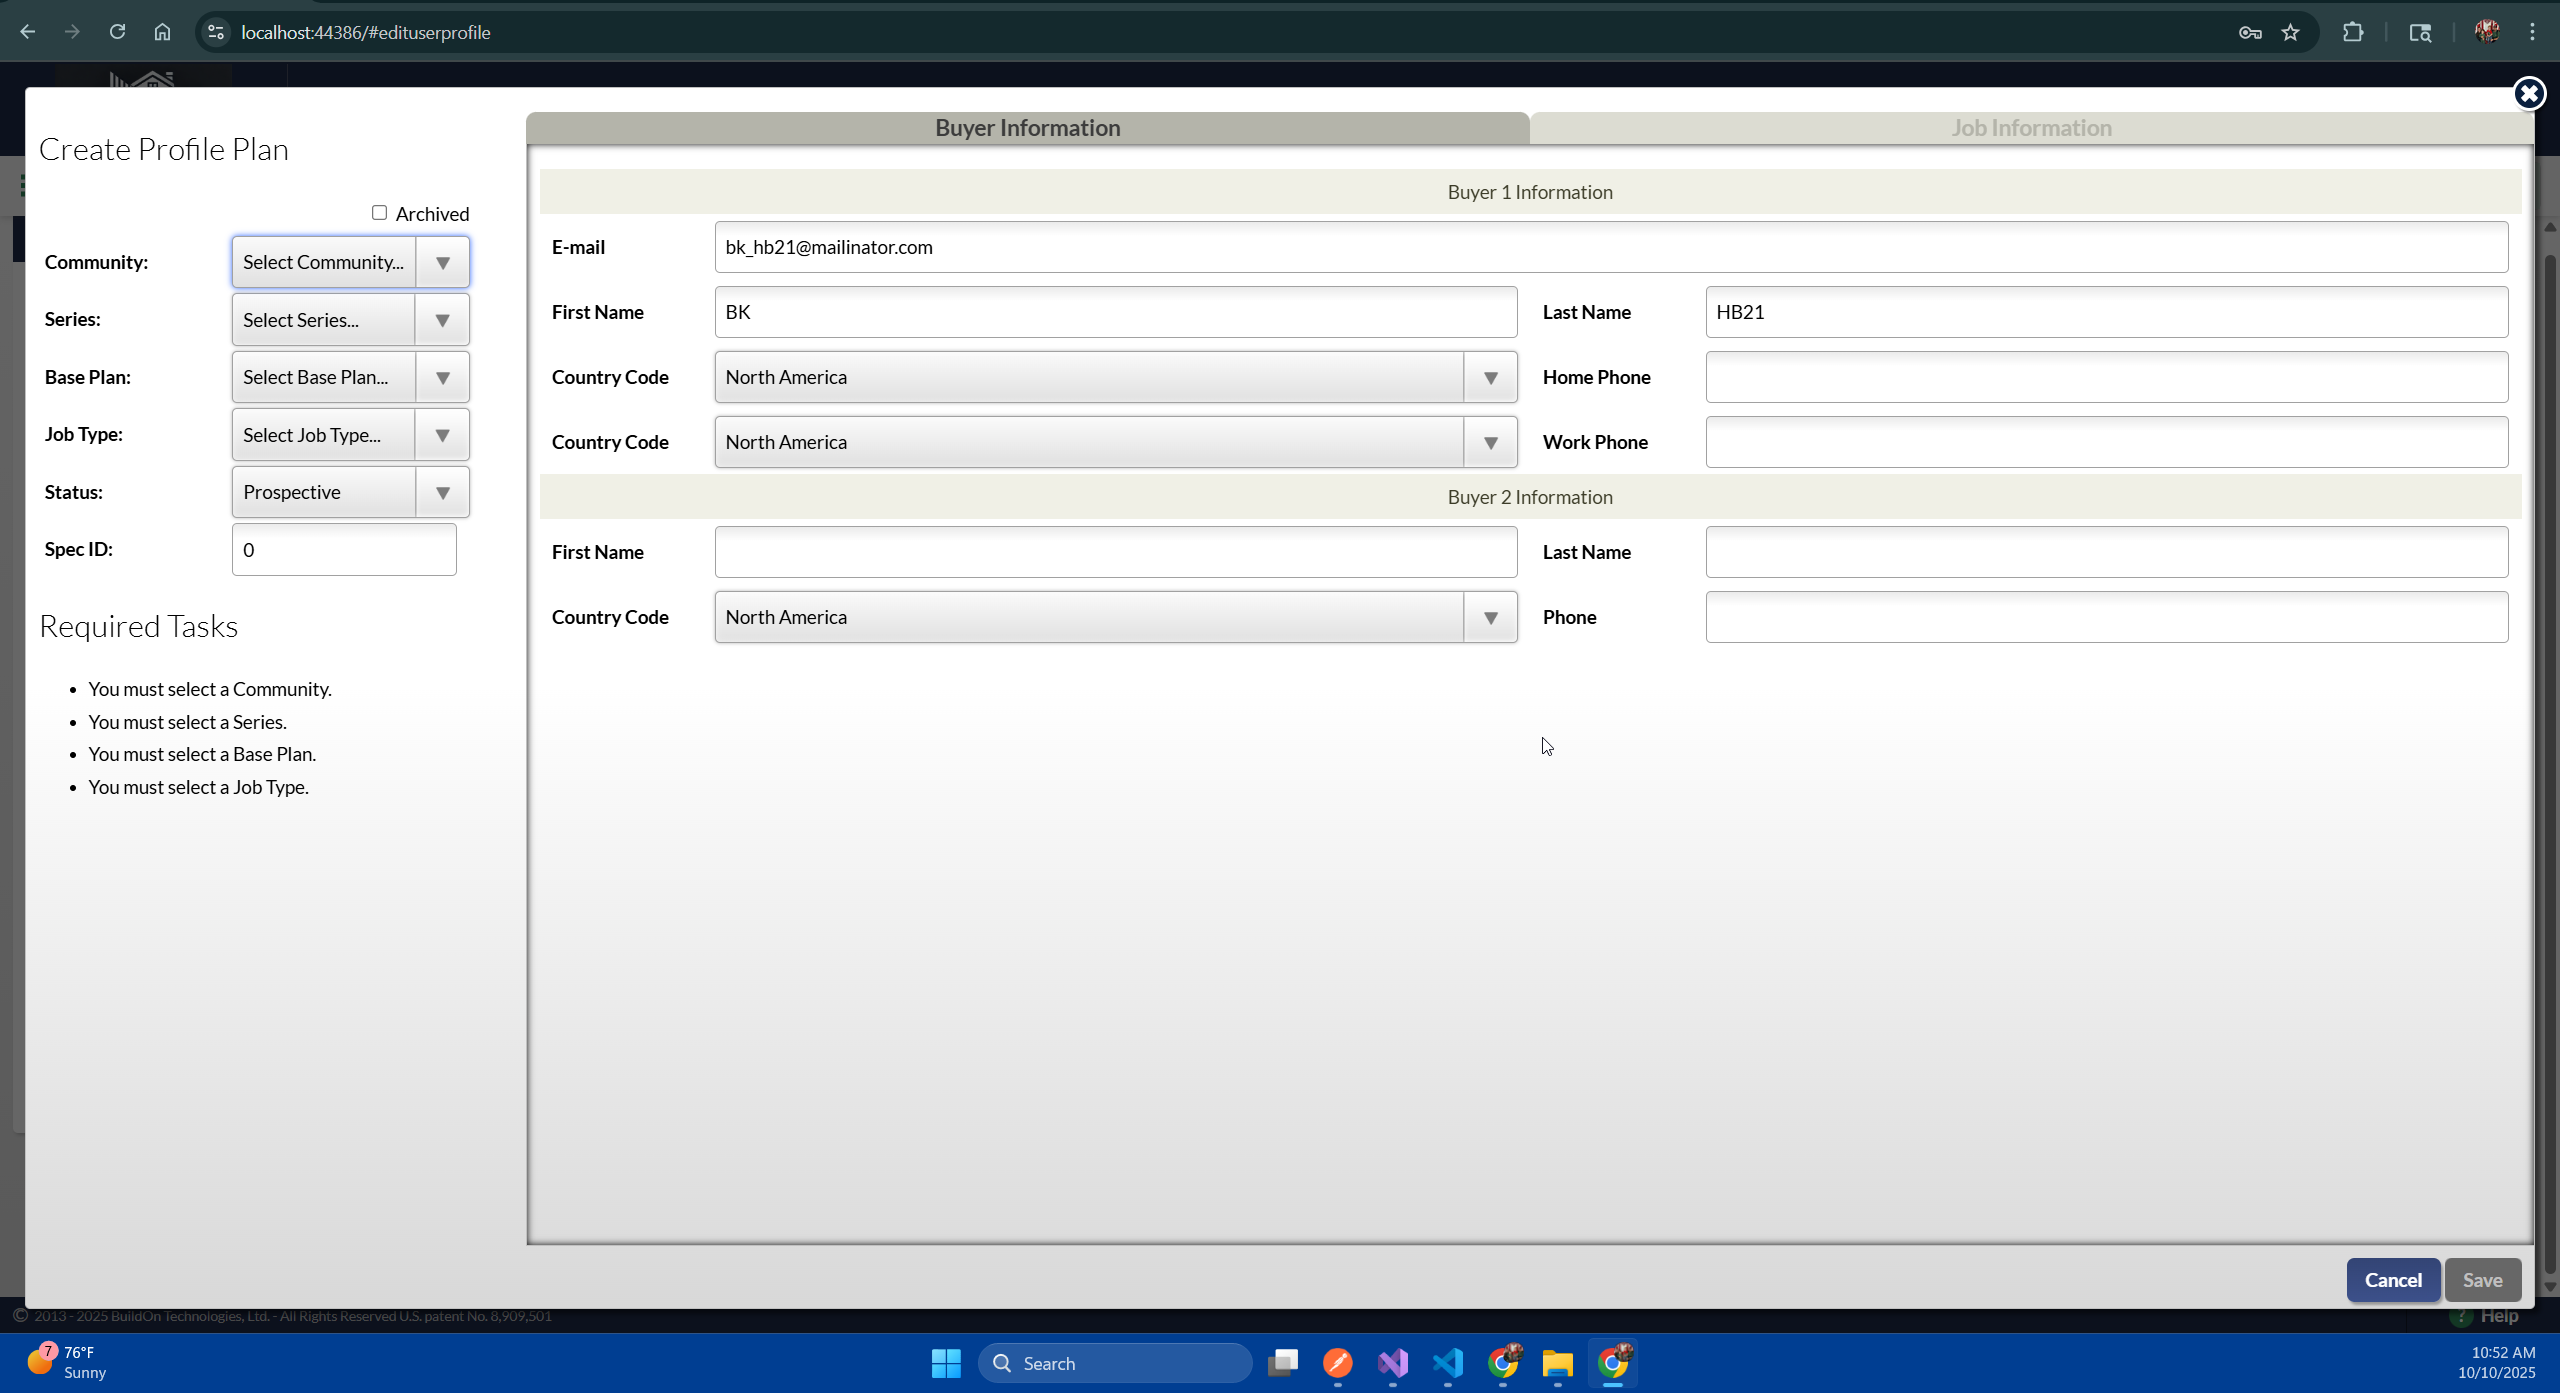 localhost:44386/#edituserprofile
Create Profile Plan
Archived
Community: Select Community...
Series: Select Series...
Base Plan: Select Base Plan...
Job Type: Select Job Type...
Status: Prospective
Spec ID: 0
Required Tasks
You must select a Community.
You must select a Series.
You must select a Base Plan.
You must select a Job Type.
Buyer Information Job Information
Buyer 1 Information
E-mail bk_hb21@mailinator.com
First Name BK Last Name HB21
Country Code North America Home Phone
Country Code North America Work Phone
Buyer 2 Information
First Name Last Name
Country Code North America Phone
Cancel Save
© 2013 - 2025 BuildOn Technologies, Ltd. - All Rights Reserved U.S. patent No. 8,909,501
? Help
7 76°F
Sunny
Search
10:52 AM
10/10/2025